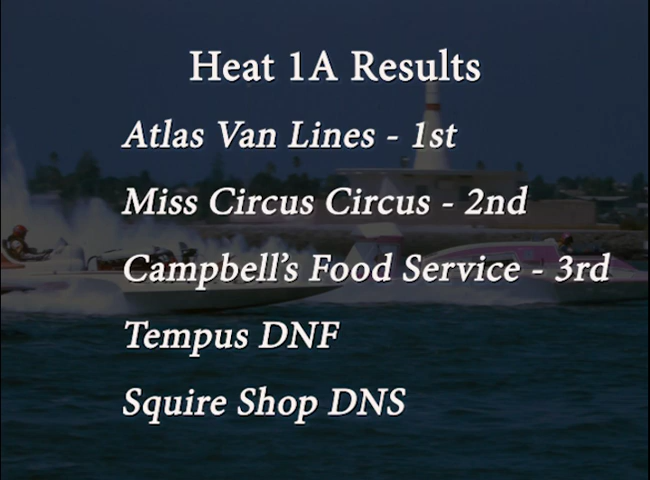 Heat 1A Results
Atlas Van Lines - 1st
Miss Circus Circus - 2nd
Campbell's Food Service - 3rd
Tempus DNF
Squire Shop DNS